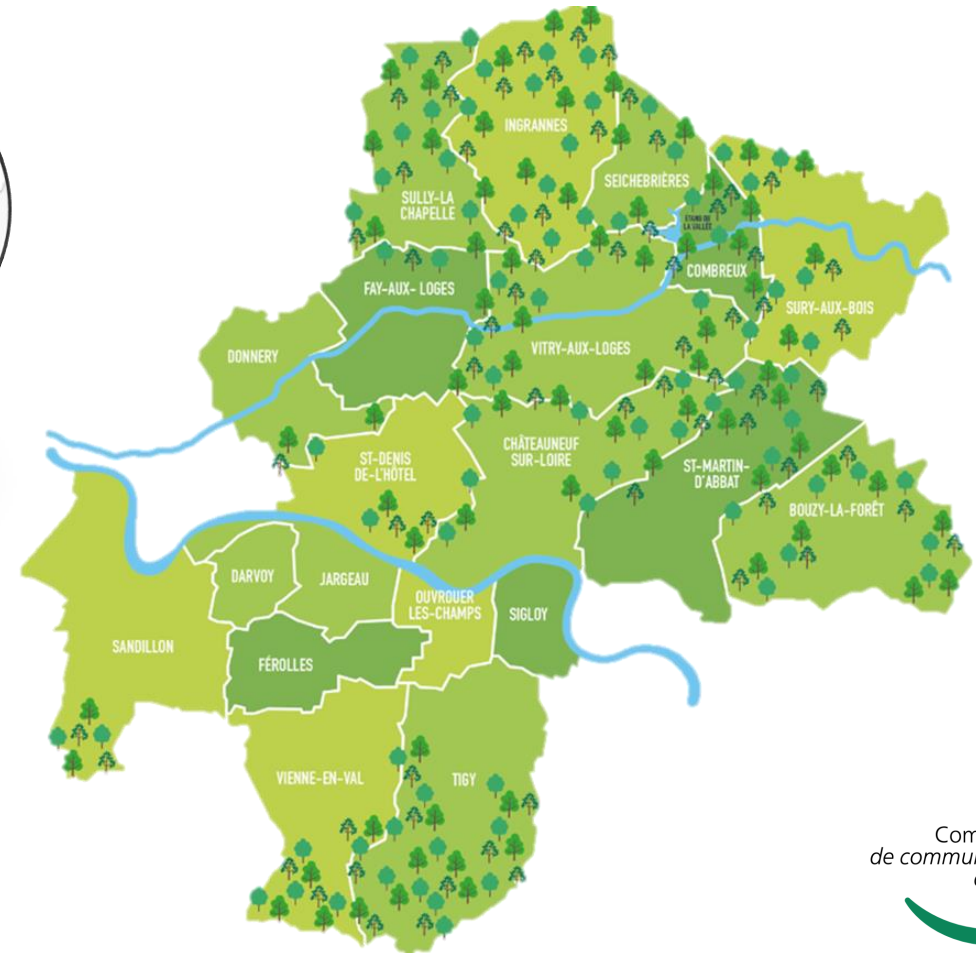 INGRANNES
SEICHEBRIÈRES
SULLY-LA
CHAPELLE
ÉTANG DE
LA VALLÉE
COMBREUX
FAY-AUX- LOGES
SURY-AUX-BOIS
DONNERY
VITRY-AUX-LOGES
CHÂTEAUNEUF
SUR-LOIRE
ST-DENIS
DE-L'HÔTEL
ST-MARTIN-
D'ABBAT
BOUZY-LA-FORÊT
DARVOY
JARGEAU
OUVROUER
LES-CHAMPS
SIGLOY
SANDILLON
FÉROLLES
VIENNE-EN-VAL
TIGY
Com
de commun